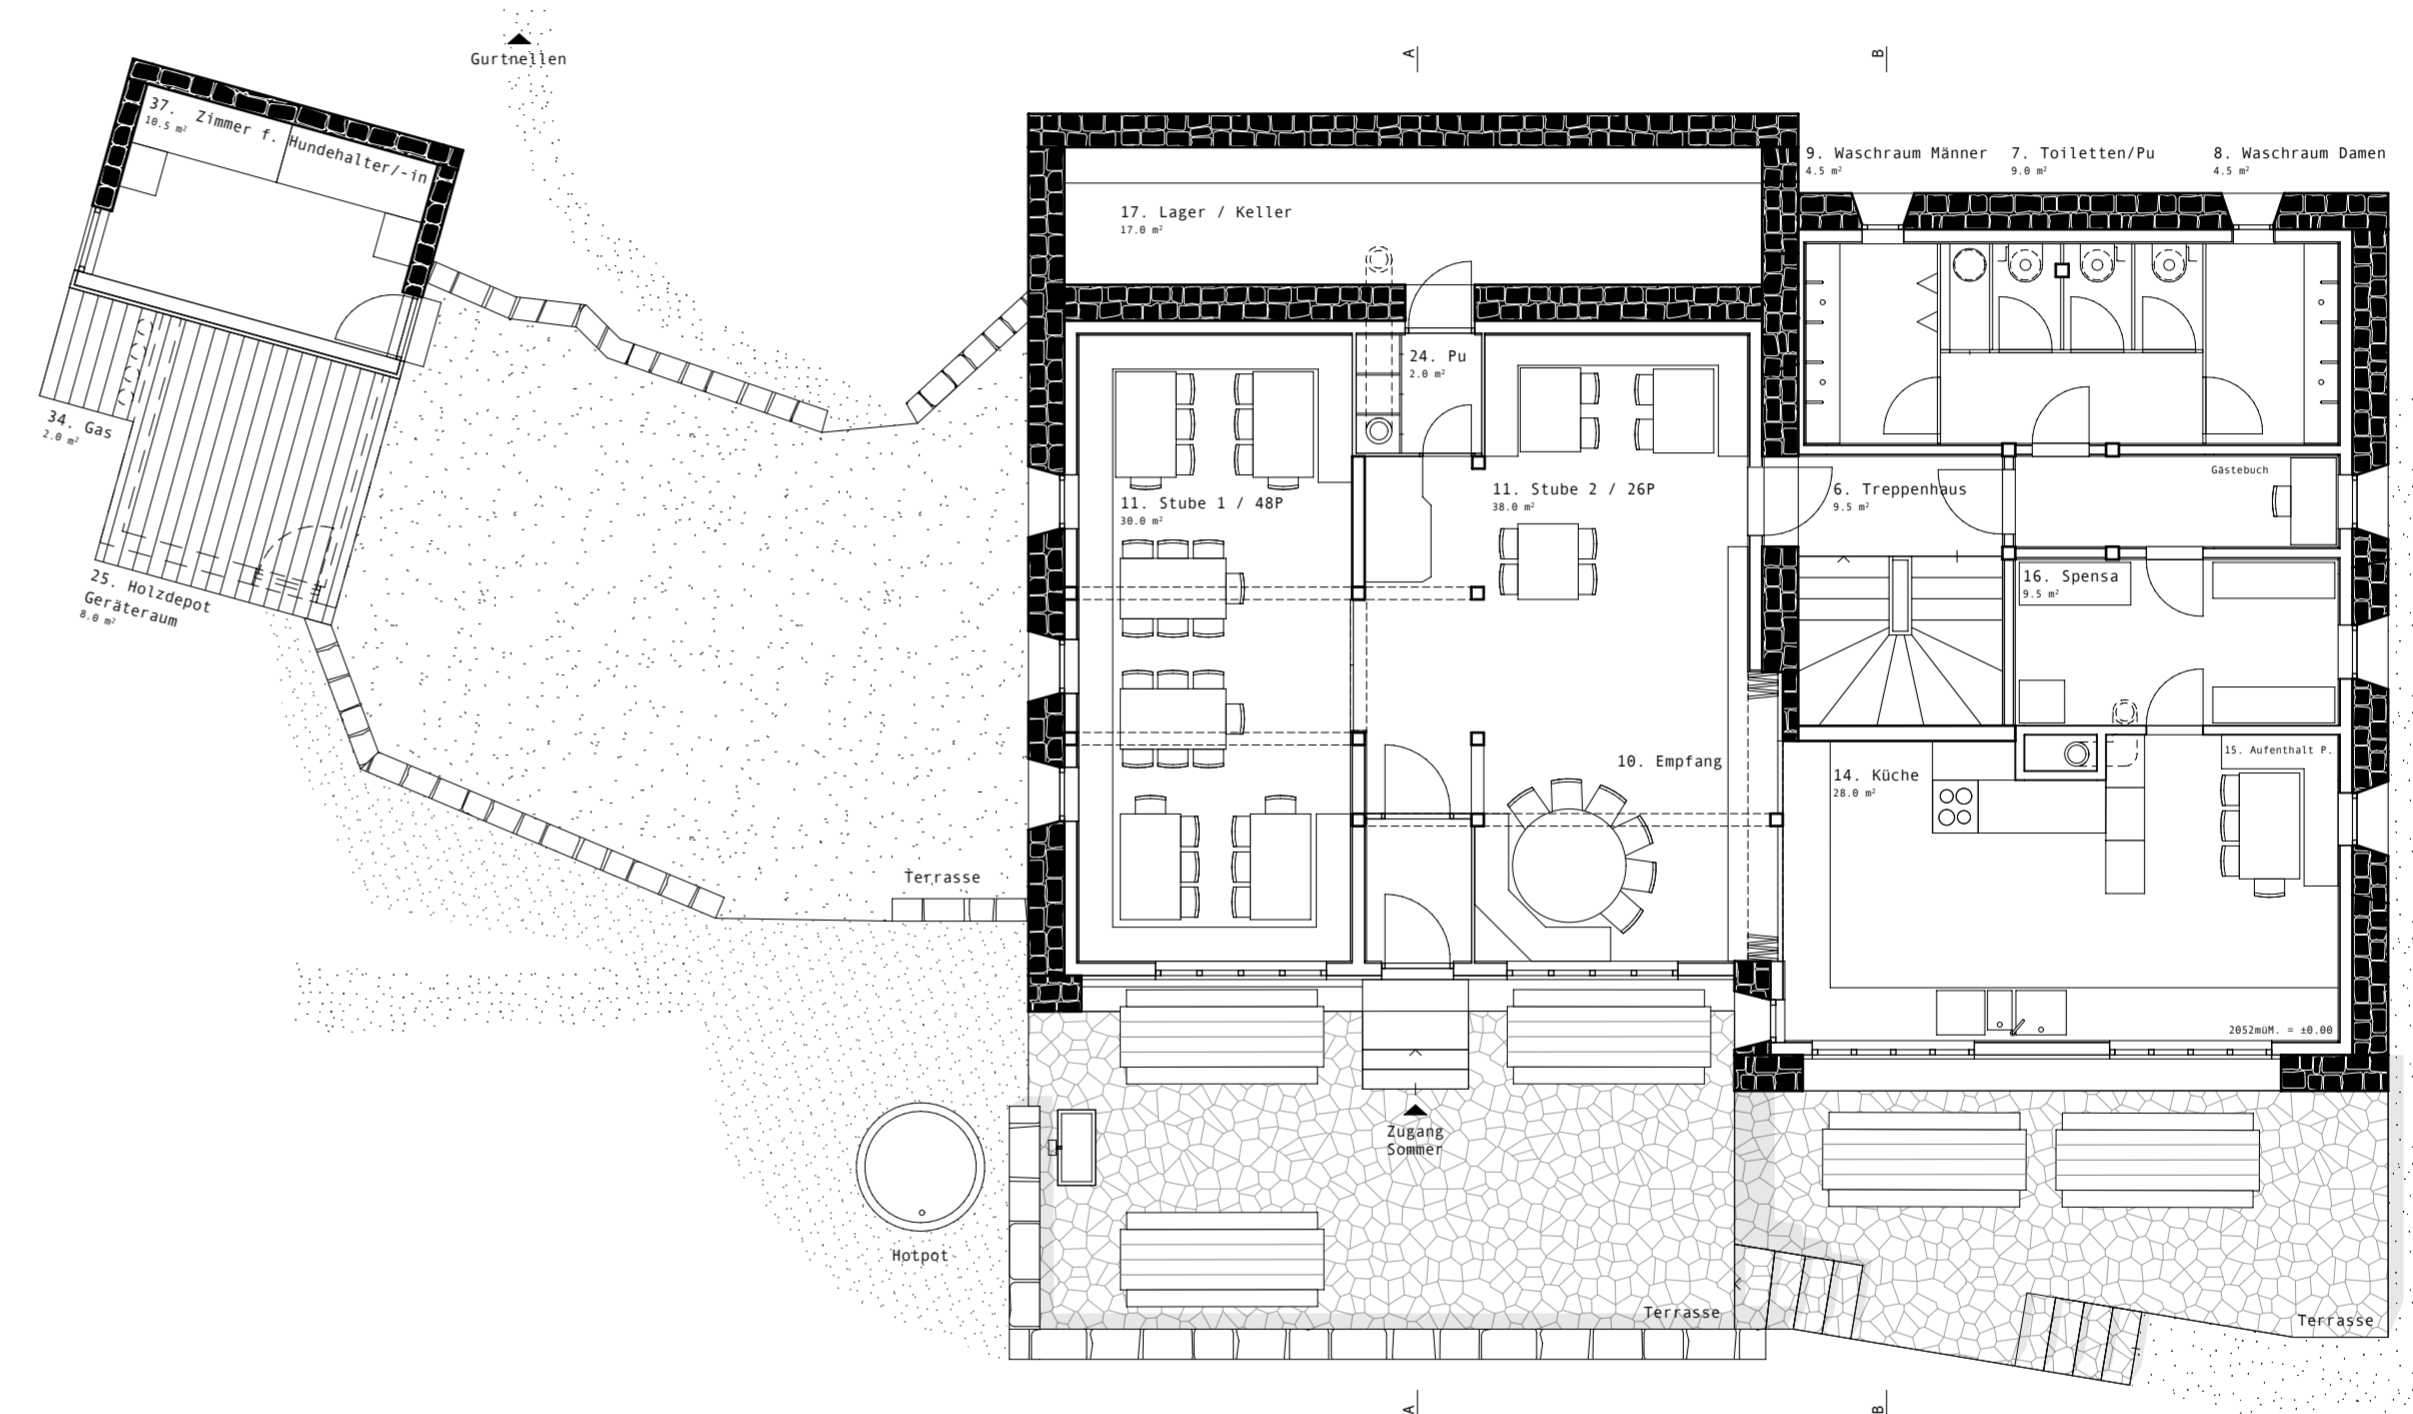 Gurtnellen
A
B
37. Zimmer f. Hundehalter/-in
10.5 m²
9. Waschraum Männer
4.5 m²
7. Toiletten/Pu
9.0 m²
8. Waschraum Damen
4.5 m²
17. Lager / Keller
17.0 m²
24. Pu
2.0 m²
34. Gas
2.0 m²
11. Stube 1 / 48P
30.0 m²
11. Stube 2 / 26P
38.0 m²
6. Treppenhaus
9.5 m²
Gästebuch
25. Holzdepot
Geräteraum
8.0 m²
16. Spensa
9.5 m²
10. Empfang
14. Küche
28.0 m²
15. Aufenthalt P.
Terrasse
2052müM. = ±0.00
Zugang
Sommer
Hotpot
Terrasse
Terrasse
A
B